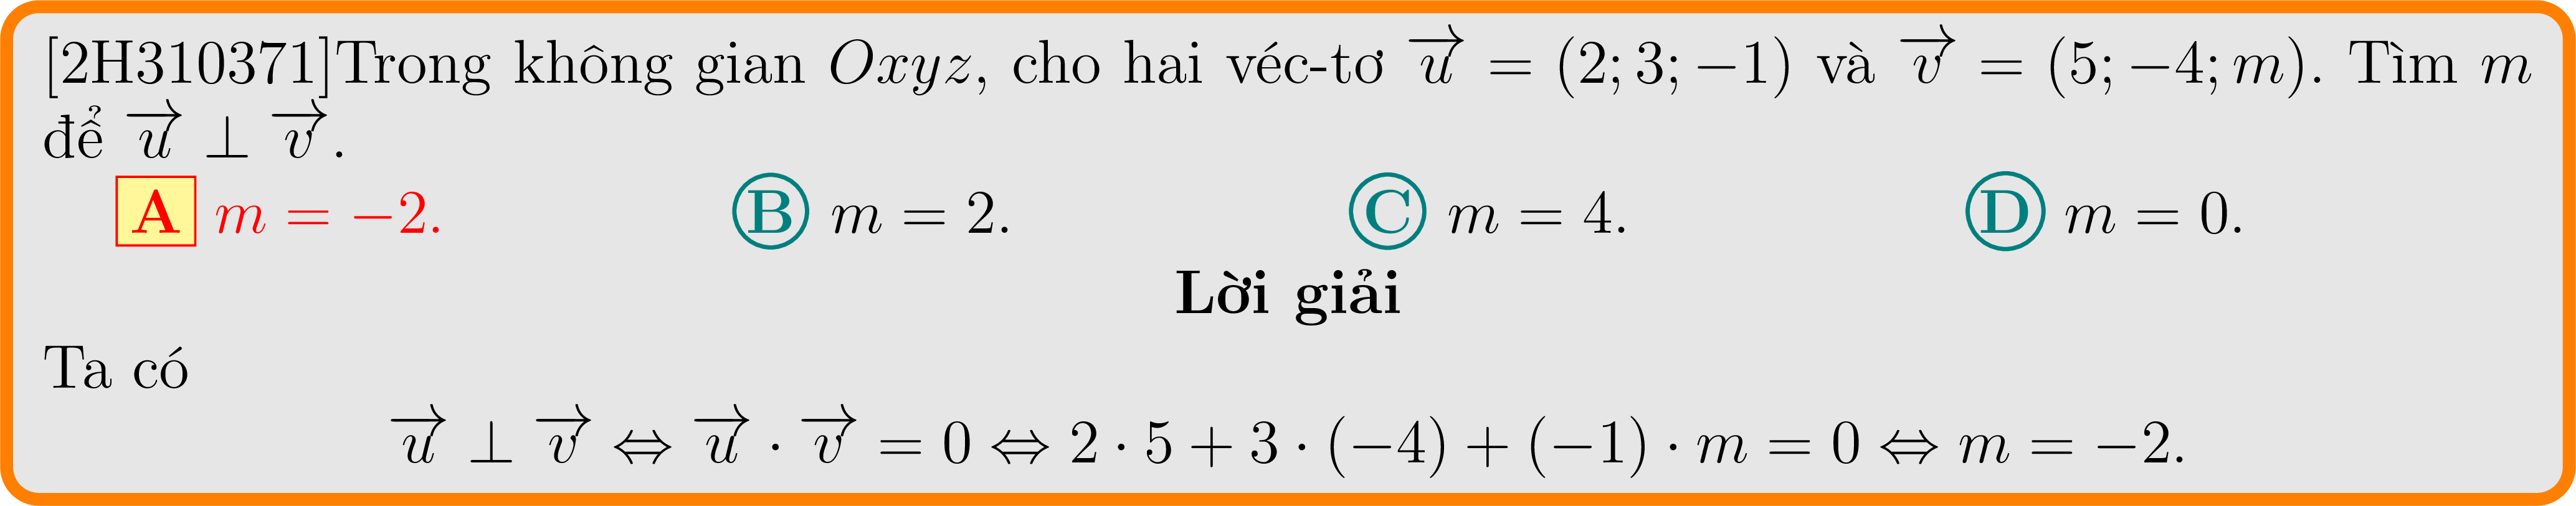 [2H310371]Trong không gian $Oxyz$, cho hai véc-tơ $\overrightarrow{u} = (2; 3; -1)$ và $\overrightarrow{v} = (5; -4; m)$. Tìm $m$
để $\overrightarrow{u} \perp \overrightarrow{v}$.
A $m = -2$. B $m = 2$. C $m = 4$. D $m = 0$.
Lời giải
Ta có
$\overrightarrow{u} \perp \overrightarrow{v} \Leftrightarrow \overrightarrow{u} \cdot \overrightarrow{v} = 0 \Leftrightarrow 2 \cdot 5 + 3 \cdot (-4) + (-1) \cdot m = 0 \Leftrightarrow m = -2.$